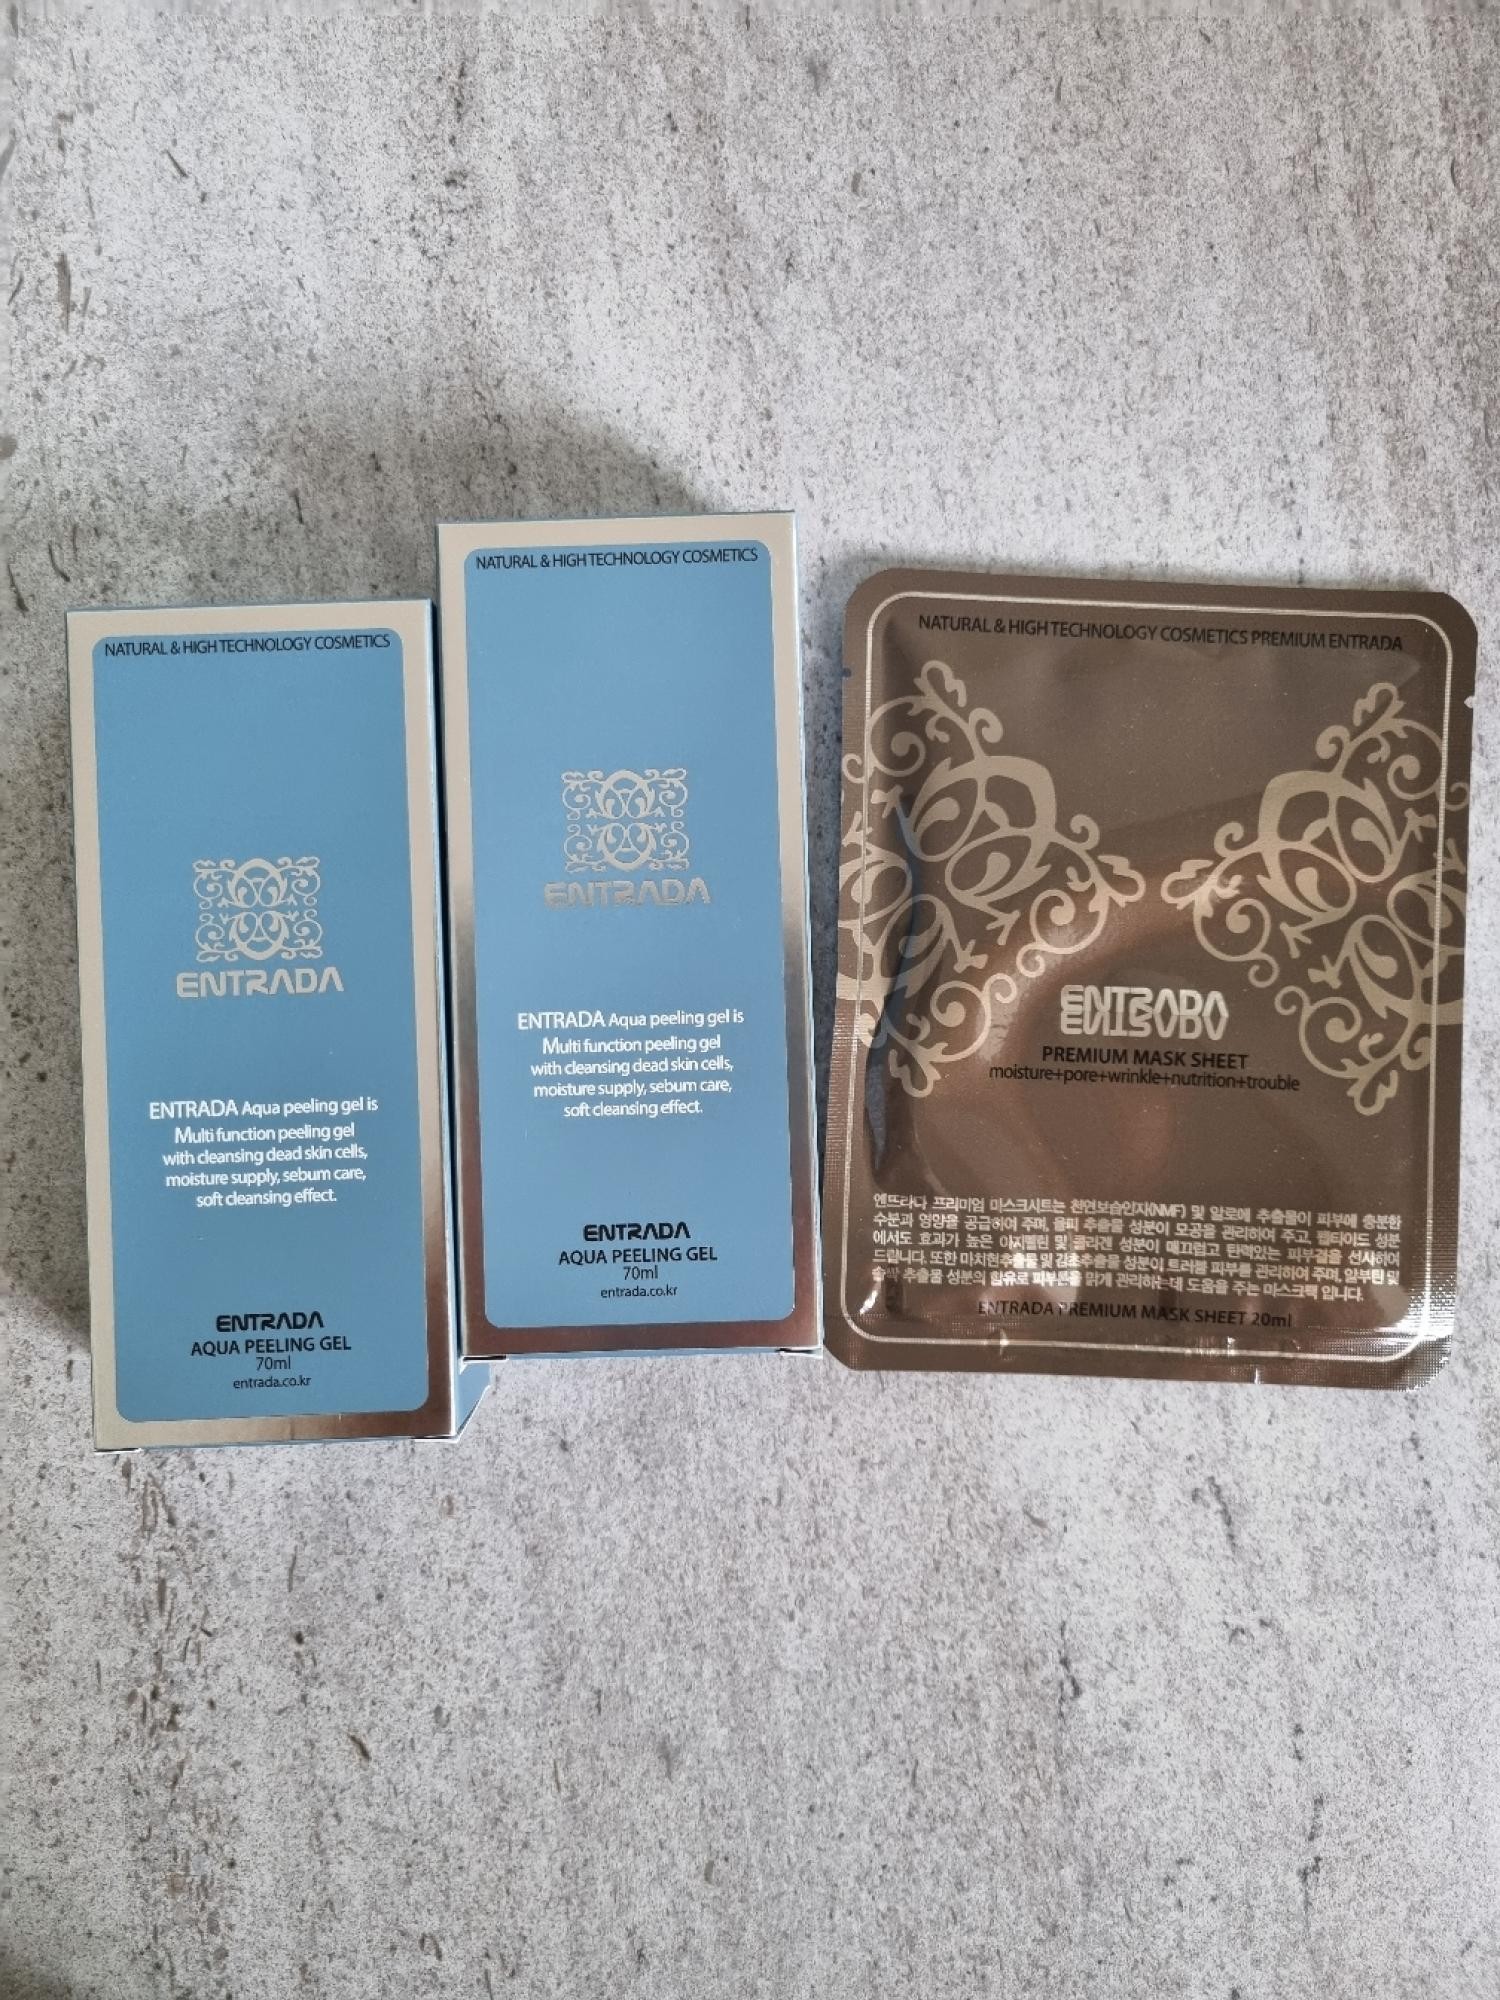 NATURAL & HIGH TECHNOLOGY COSMETICS
ENTRADA
ENTRADA Aqua peeling gel is
Multi function peeling gel
with cleansing dead skin cells,
moisture supply, sebum care,
soft cleansing effect.
ENTRADA
AQUA PEELING GEL
70ml
entrada.co.kr
NATURAL & HIGH TECHNOLOGY COSMETICS
ENTRADA
ENTRADA Aqua peeling gel is
Multi function peeling gel
with cleansing dead skin cells,
moisture supply, sebum care,
soft cleansing effect.
ENTRADA
AQUA PEELING GEL
70ml
entrada.co.kr
NATURAL & HIGH TECHNOLOGY COSMETICS PREMIUM ENTRADA
ENTRADA
PREMIUM MASK SHEET
moisture+pore+wrinkle+nutrition+trouble
엔뜨라다 프리미엄 마스크시트는 천연보습인자(NMF) 및 알로에 추출물이 피부에 충분한
수분과 영양을 공급하여 주며, 율피 추출물 성분이 모공을 관리하여 주고, 펩타이드 성분
에서도 효과가 높은 아지렐린 및 콜라겐 성분이 매끄럽고 탄력있는 피부결을 선사하여
드립니다. 또한 마치현추출물 및 감초추출물 성분이 트러블 피부를 관리하여 주며, 알부틴 및
솔싹 추출물 성분의 함유로 피부톤을 맑게 관리하는데 도움을 주는 마스크팩 입니다.
ENTRADA PREMIUM MASK SHEET 20ml